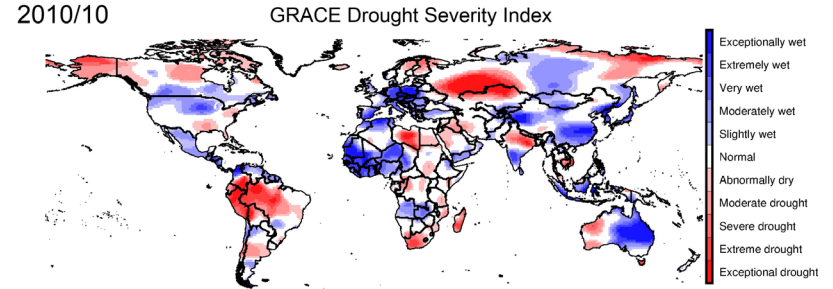 2010/10
GRACE Drought Severity Index
Exceptionally wet
Extremely wet
Very wet
Moderately wet
Slightly wet
Normal
Abnormally dry
Moderate drought
Severe drought
Extreme drought
Exceptional drought